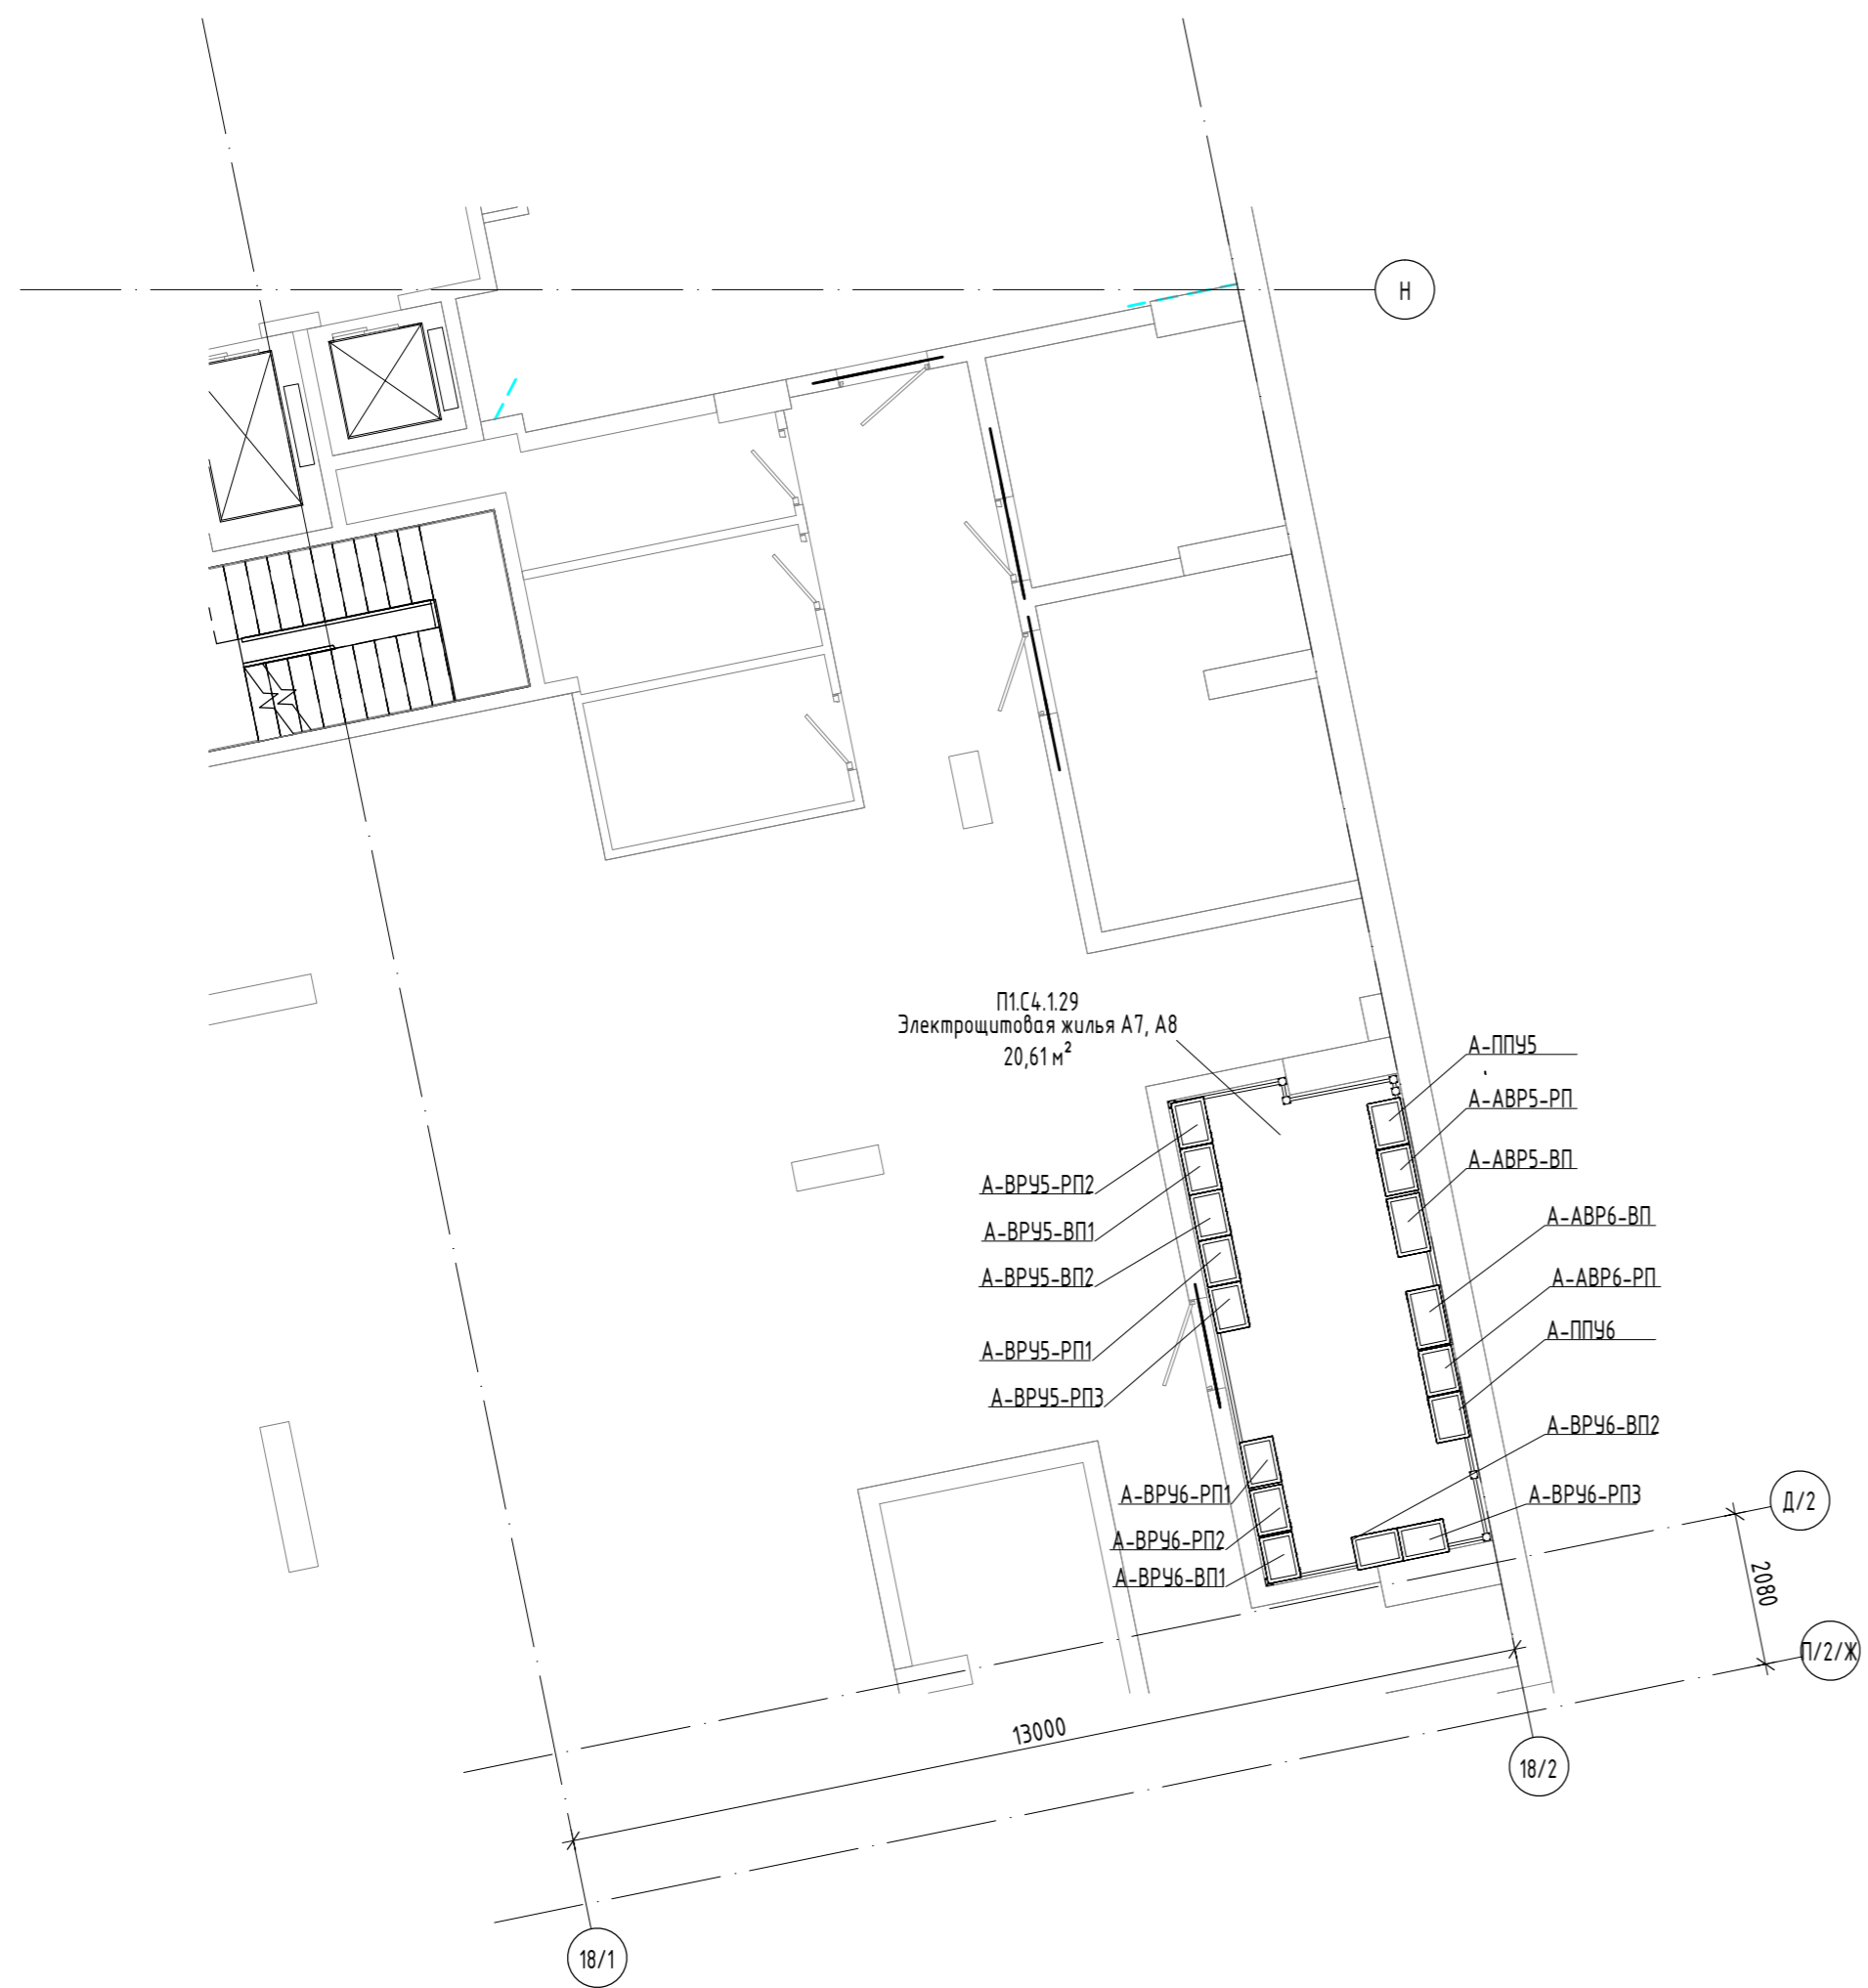 Н
П1.С4.1.29
Электрощитовая жилья А7, А8
20,61 м²
А-ППУ5
А-АВР5-РП
А-АВР5-ВП
А-ВРУ5-РП2
А-АВР6-ВП
А-ВРУ5-ВП1
А-ВРУ5-ВП2
А-АВР6-РП
А-ППУ6
А-ВРУ5-РП1
А-ВРУ5-РП3
А-ВРУ6-ВП2
А-ВРУ6-РП1
А-ВРУ6-РП3
Д/2
А-ВРУ6-РП2
А-ВРУ6-ВП1
2080
П/2/Ж
13000
18/2
18/1